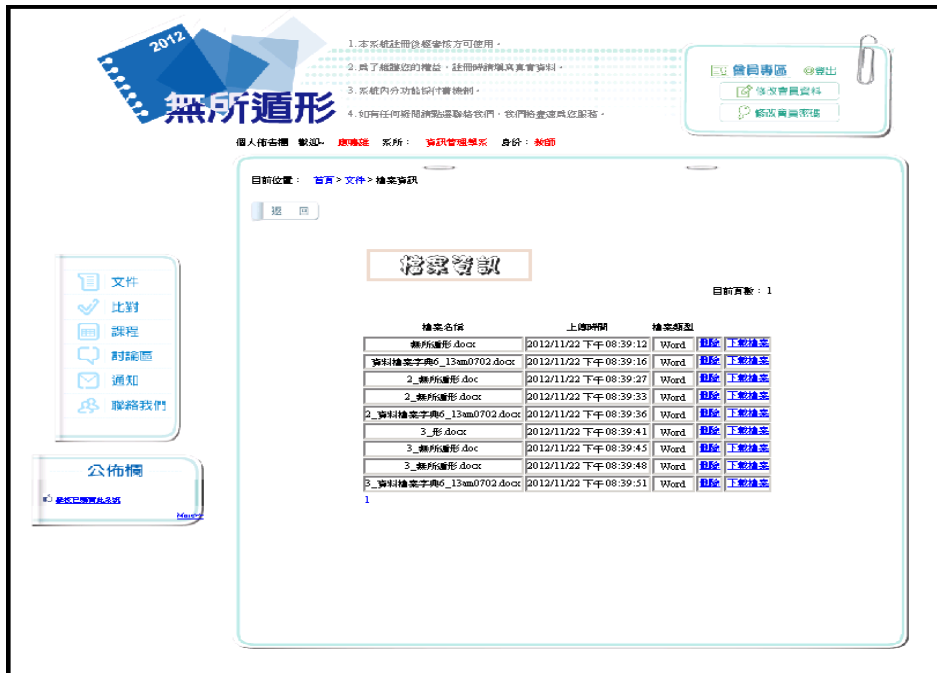 2012
無所遁形
1.本系統註冊後經審核方可使用。
2.為了維護您的權益，註冊時請填寫真實資料。
3.系統內分功能採付費機制。
4.如有任何疑問請點選聯絡我們，我們將盡速為您服務。
會員專區 登出
修改會員資料
修改會員密碼
個人佈告欄 歡迎~ 系所： 資訊管理學系 身份： 教師
目前位置： 首頁>文件>檔案資訊
返 回
檔案資訊
目前頁數：1
檔案名稱 上傳時間 檔案類型
無所遁形.docx 2012/11/22 下午 08:39:12 Word 刪除 下載檔案
資料檔案字典6_13am0702.docx 2012/11/22 下午 08:39:16 Word 刪除 下載檔案
2_無所遁形.doc 2012/11/22 下午 08:39:27 Word 刪除 下載檔案
2_無所遁形.docx 2012/11/22 下午 08:39:33 Word 刪除 下載檔案
2_資料檔案字典6_13am0702.docx 2012/11/22 下午 08:39:36 Word 刪除 下載檔案
3_形.docx 2012/11/22 下午 08:39:41 Word 刪除 下載檔案
3_無所遁形.doc 2012/11/22 下午 08:39:45 Word 刪除 下載檔案
3_無所遁形.docx 2012/11/22 下午 08:39:48 Word 刪除 下載檔案
3_資料檔案字典6_13am0702.docx 2012/11/22 下午 08:39:51 Word 刪除 下載檔案
1
文件
比對
課程
討論區
通知
聯絡我們
公佈欄